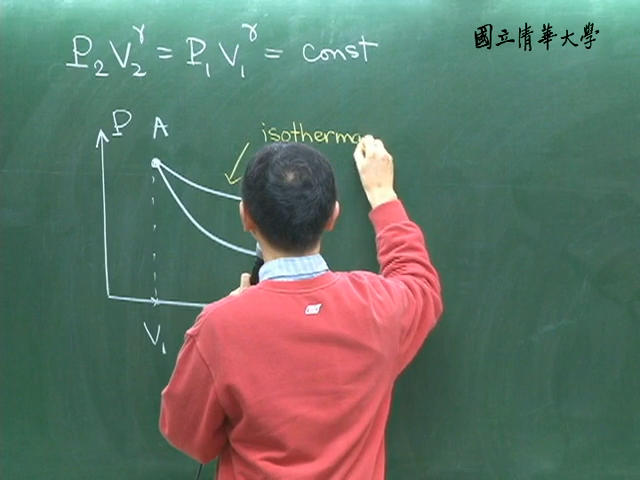 國立清華大學
P₂V₂^γ = P₁V₁^γ = const
P A
isotherma
V₁